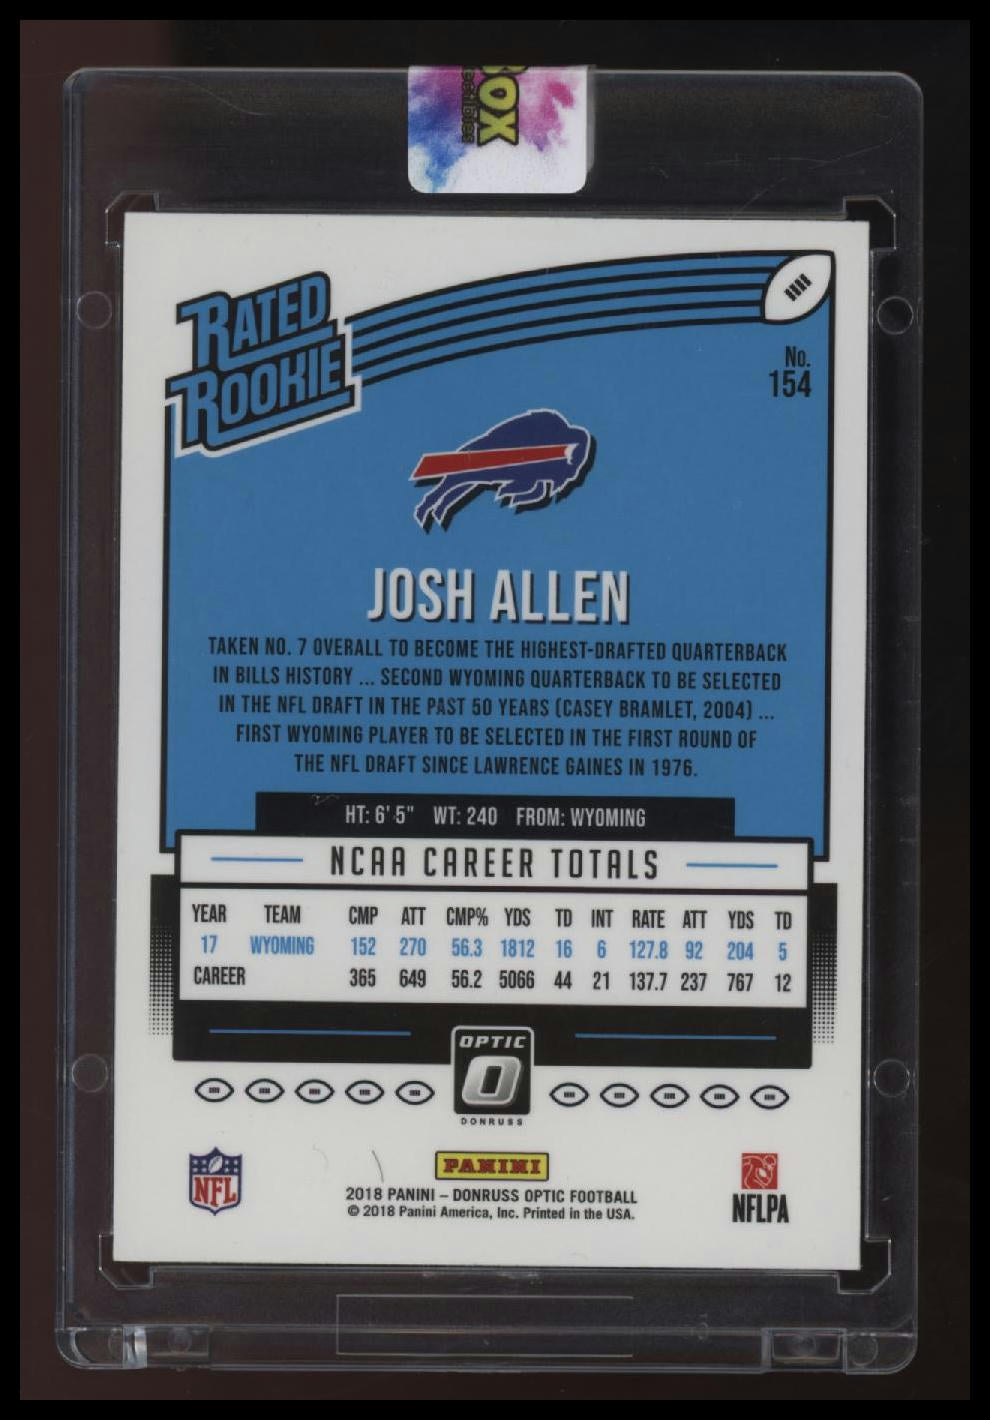 BOX
RATED
ROOKIE
No.
154
JOSH ALLEN
TAKEN NO. 7 OVERALL TO BECOME THE HIGHEST-DRAFTED QUARTERBACK
IN BILLS HISTORY ... SECOND WYOMING QUARTERBACK TO BE SELECTED
IN THE NFL DRAFT IN THE PAST 50 YEARS (CASEY BRAMLET, 2004) ...
FIRST WYOMING PLAYER TO BE SELECTED IN THE FIRST ROUND OF
THE NFL DRAFT SINCE LAWRENCE GAINES IN 1976.
HT: 6' 5" WT: 240 FROM: WYOMING
NCAA CAREER TOTALS
YEAR TEAM CMP ATT CMP% YDS TD INT RATE ATT YDS TD
17 WYOMING 152 270 56.3 1812 16 6 127.8 92 204 5
CAREER 365 649 56.2 5066 44 21 137.7 237 767 12
OPTIC
O
DONRUSS
NFL
PANINI
2018 PANINI – DONRUSS OPTIC FOOTBALL
© 2018 Panini America, Inc. Printed in the USA.
NFLPA